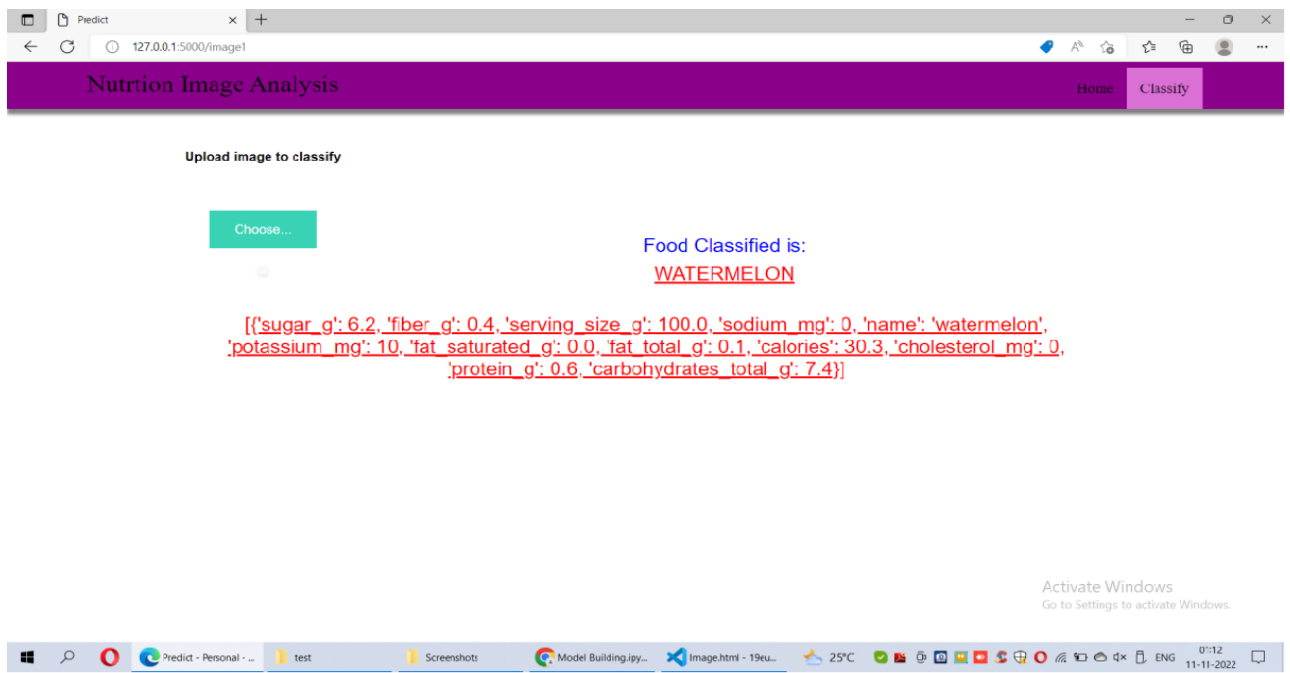 Predict
127.0.0.1:5000/image1
Nutrtion Image Analysis
Home
Classify
Upload image to classify
Choose...
Food Classified is:
WATERMELON
[{'sugar_g': 6.2, 'fiber_g': 0.4, 'serving_size_g': 100.0, 'sodium_mg': 0, 'name': 'watermelon',
'potassium_mg': 10, 'fat_saturated_g': 0.0, 'fat_total_g': 0.1, 'calories': 30.3, 'cholesterol_mg': 0,
'protein_g': 0.6, 'carbohydrates_total_g': 7.4}]
Activate Windows
Go to Settings to activate Windows.
Predict - Personal - ...
test
Screenshots
Model Building.ipy...
Image.html - 19eu...
25°C
ENG
11-11-2022